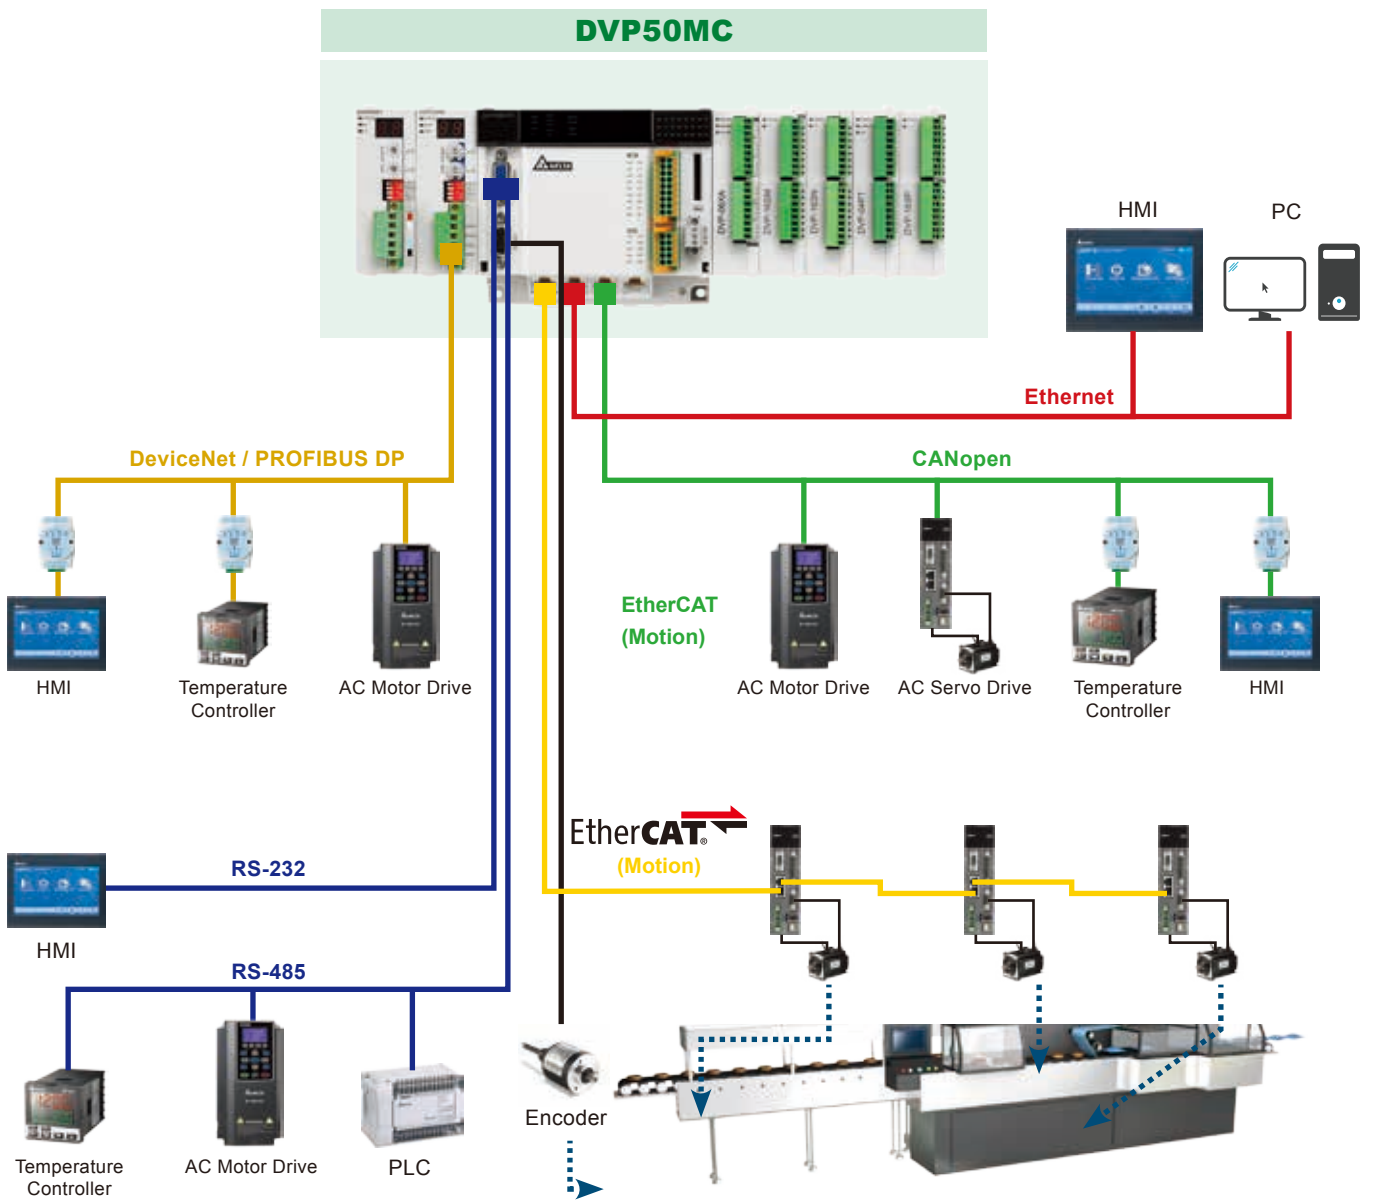 DVP50MC
HMI
PC
Ethernet
DeviceNet / PROFIBUS DP
CANopen
EtherCAT
(Motion)
HMI
Temperature
Controller
AC Motor Drive
AC Motor Drive
AC Servo Drive
Temperature
Controller
HMI
EtherCAT®
(Motion)
RS-232
HMI
RS-485
Temperature
Controller
AC Motor Drive
PLC
Encoder